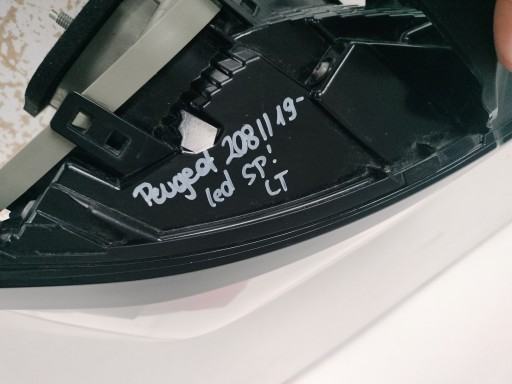 Peugeot 208 II 19-
led SP!
LT